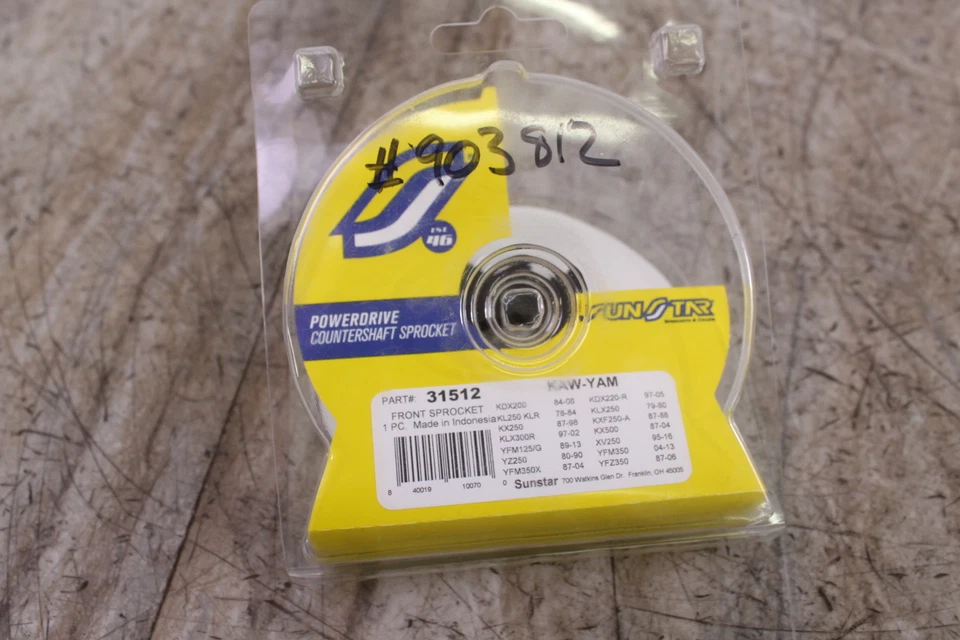 #903812
EST
46
POWERDRIVE
COUNTERSHAFT SPROCKET
SUNSTAR
PART#: 31512
FRONT SPROCKET
1 PC. Made in Indonesia
KAW-YAM
KDX200 84-06 KDX220-R 97-05
KL250 KLR 78-84 KLX250 79-80
KX250 87-98 KXF250-A 87-88
KLX300R 97-02 KX500 87-04
YFM125/G 89-13 XV250 95-16
YZ250 80-90 YFM350 04-13
YFM350X 87-04 YFZ350 87-06
8 40019 10070 0
Sunstar 700 Watkins Glen Dr. Franklin, OH 45005